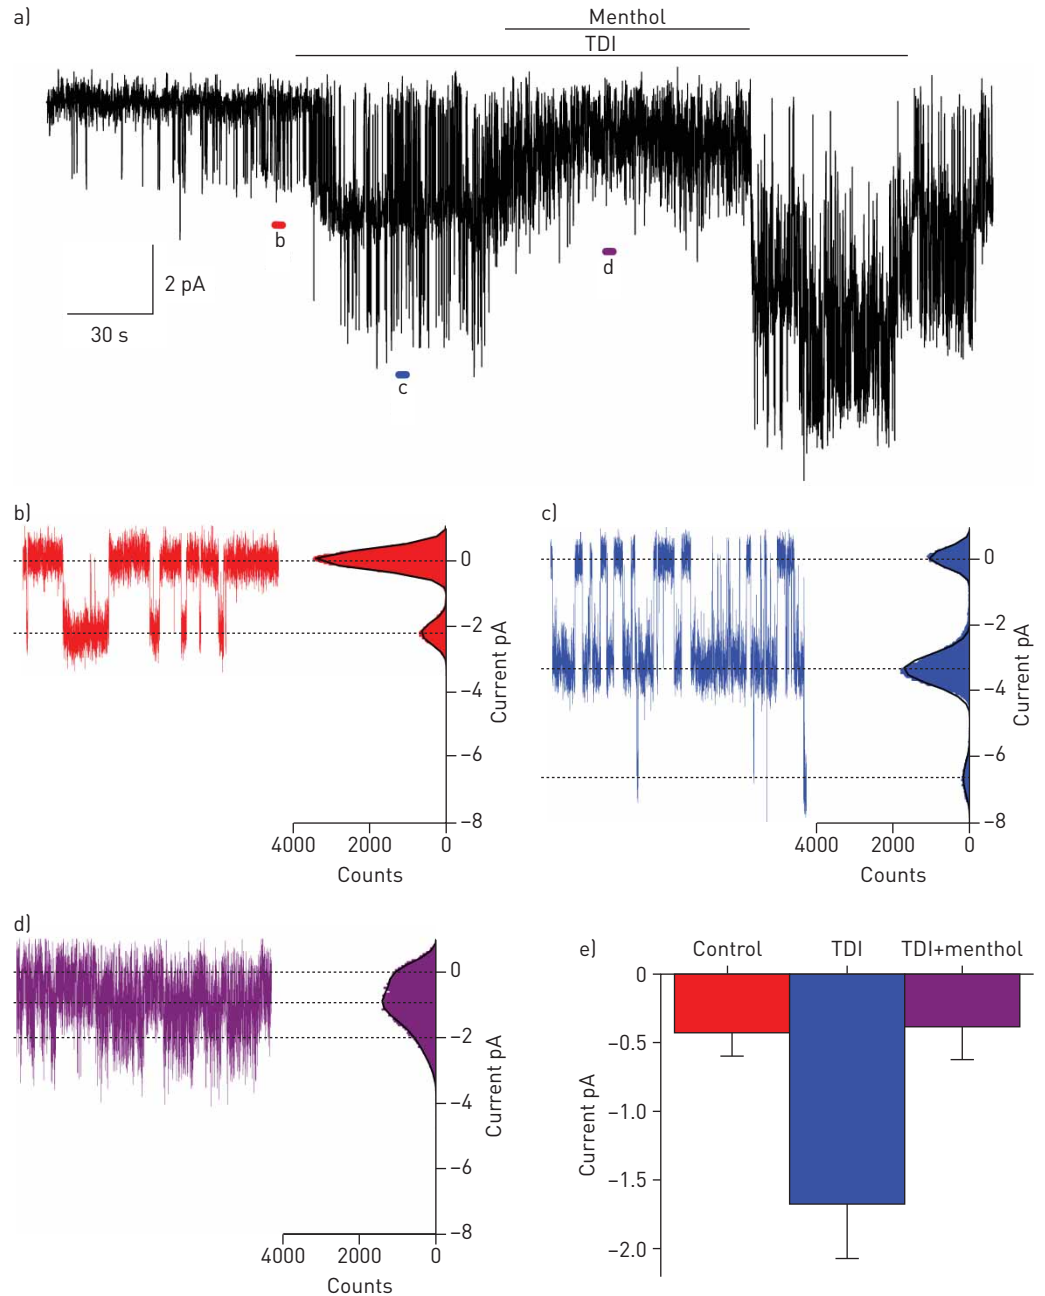 a)
Menthol
TDI
b
d
2 pA
30 s
c
b)
0
−2
−4
−6
−8
Current pA
4000 2000 0
Counts
c)
0
−2
−4
−6
−8
Current pA
4000 2000 0
Counts
d)
0
−2
−4
−6
−8
Current pA
4000 2000 0
Counts
e)
Control TDI TDI+menthol
0
−0.5
−1.0
−1.5
−2.0
Current pA